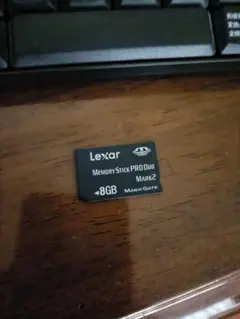 Lexar
MEMORY STICK PRO DUO
MARK2
8GB
MAGICGATE